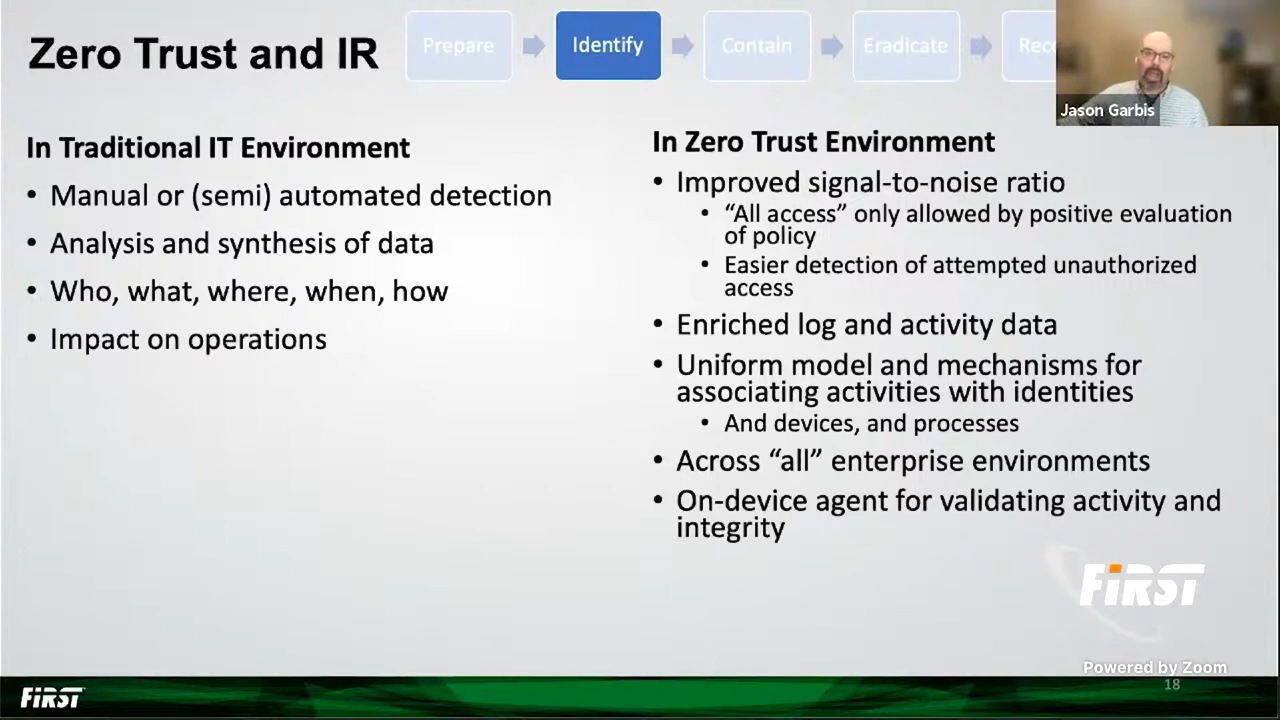 Zero Trust and IR
Prepare
Identify
Contain
Eradicate
Jason Garbis
In Traditional IT Environment
• Manual or (semi) automated detection
• Analysis and synthesis of data
• Who, what, where, when, how
• Impact on operations
In Zero Trust Environment
• Improved signal-to-noise ratio
• “All access” only allowed by positive evaluation
of policy
• Easier detection of attempted unauthorized
access
• Enriched log and activity data
• Uniform model and mechanisms for
associating activities with identities
• And devices, and processes
• Across “all” enterprise environments
• On-device agent for validating activity and
integrity
FiRST
Powered by Zoom
18
FiRST